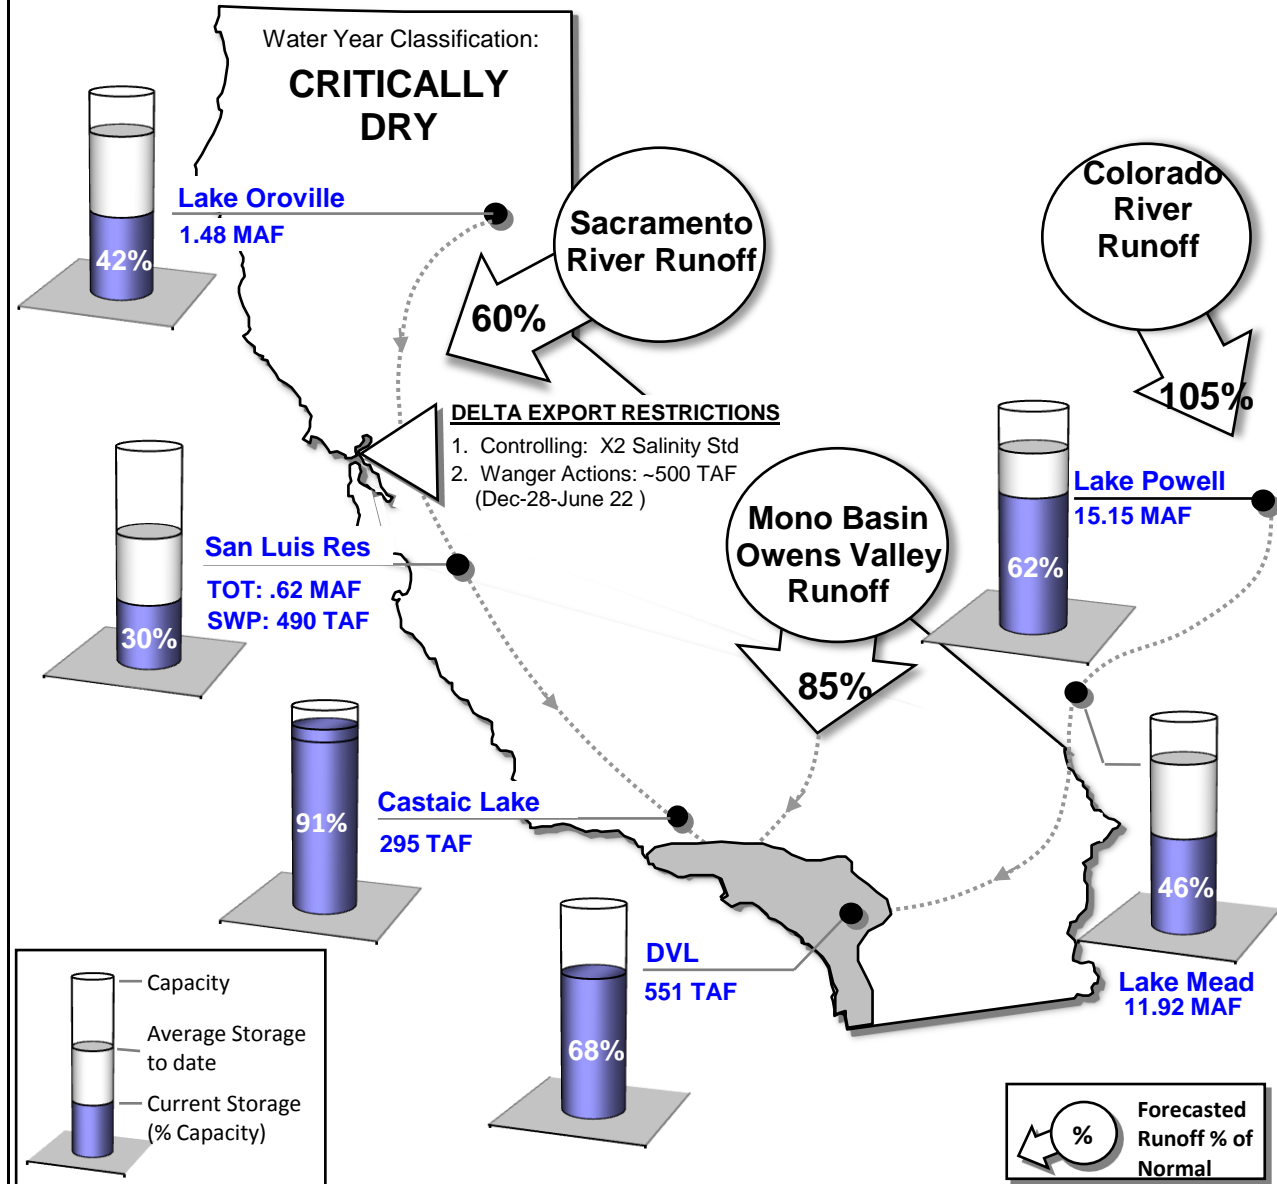 Water Year Classification:
CRITICALLY
DRY
Lake Oroville
1.48 MAF
42%
Sacramento
River Runoff
60%
Colorado
River
Runoff
105%
DELTA EXPORT RESTRICTIONS
1. Controlling: X2 Salinity Std
2. Wanger Actions: ~500 TAF
(Dec-28-June 22 )
Lake Powell
15.15 MAF
62%
San Luis Res
TOT: .62 MAF
SWP: 490 TAF
30%
Mono Basin
Owens Valley
Runoff
85%
Castaic Lake
295 TAF
91%
DVL
551 TAF
68%
46%
Lake Mead
11.92 MAF
Capacity
Average Storage
to date
Current Storage
(% Capacity)
%
Forecasted
Runoff % of
Normal